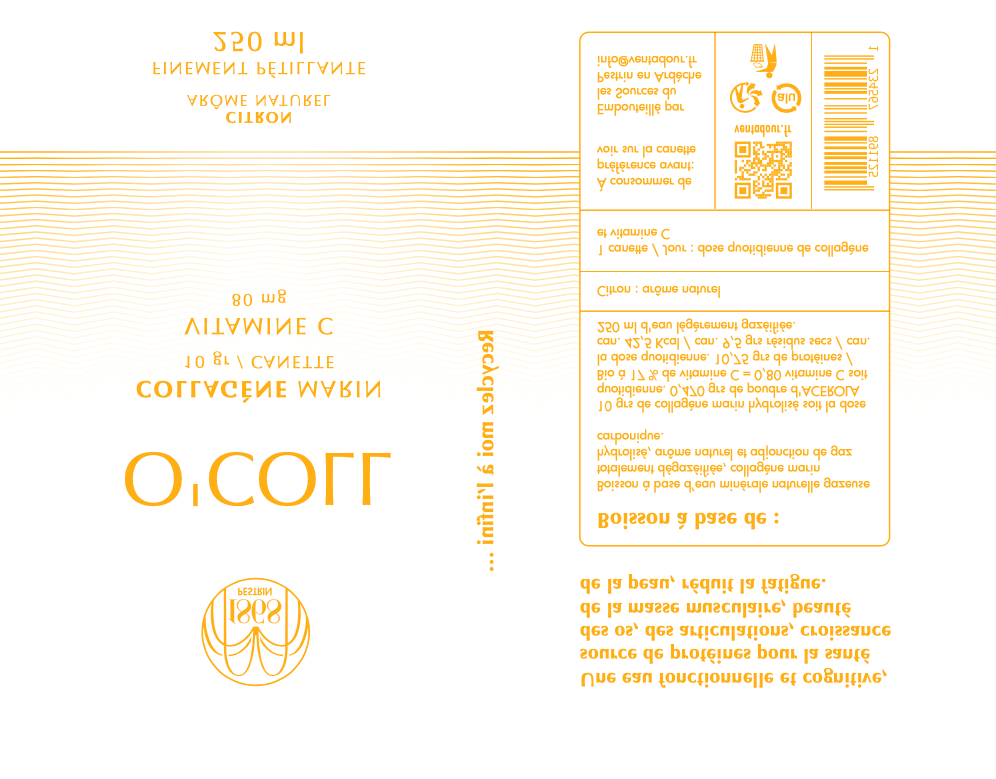 PESTRIN
1868
O'COLL
COLLAGÉNE MARIN
10 gr / CANETTE
VITAMINE C
80 mg
CITRON
ARÔME NATUREL
FINEMENT PÉTILLANTE
250 ml
Recyclez moi à l'infini ...
Une eau fonctionnelle et cognitive,
source de protéines pour la santé
des os, des articulations, croissance
de la masse musculaire, beauté
de la peau, réduit la fatigue.
Boisson à base de :
Boisson à base d'eau minérale naturelle gazeuse
totalement dégazéifiée, collagène marin
hydrolisé, arôme naturel et adjonction de gaz
carbonique.
10 grs de collagène marin hydrolisé soit la dose
quotidienne. 0,470 grs de poudre d'ACEROLA
Bio à 17 % de vitamine C = 0,80 vitamine C soit
la dose quotidienne. 10,75 grs de protéines /
can. 42,5 Kcal / can. 9,5 grs résidus secs / can.
250 ml d'eau légérement gazéifiée.
Citron : arôme naturel
1 canette / Jour : dose quotidienne de collagène
et vitamine C
À consommer de
préférence avant:
voir sur la canette
Embouteillé par
les Sources du
Pestrin en Ardèche
info@ventadour.fr
ventadour.fr
alu
1 234567 891125